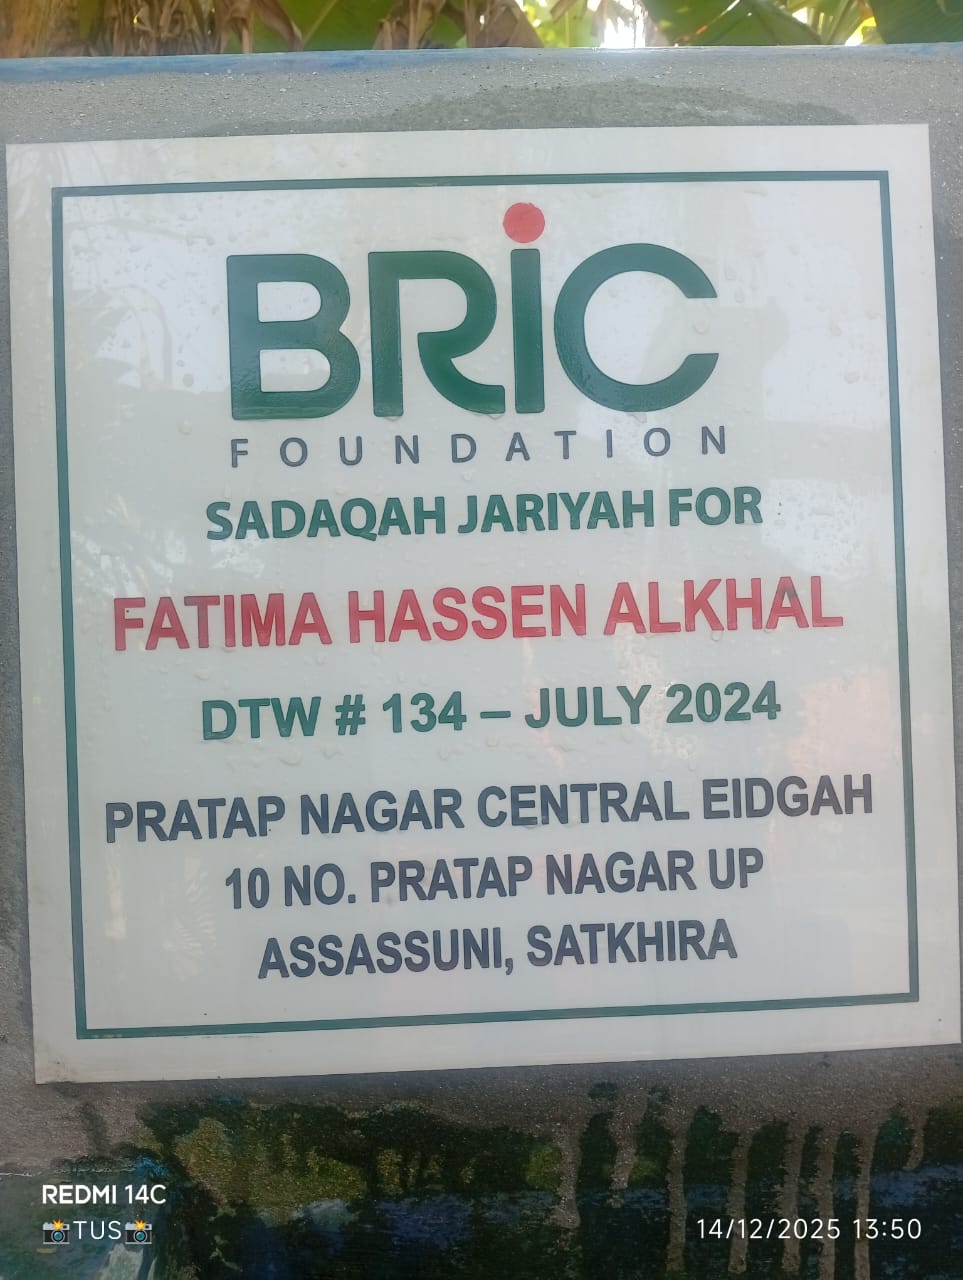 BRiC
FOUNDATION
SADAQAH JARIYAH FOR
FATIMA HASSEN ALKHAL
DTW # 134 – JULY 2024
PRATAP NAGAR CENTRAL EIDGAH
10 NO. PRATAP NAGAR UP
ASSASSUNI, SATKHIRA
REDMI 14C
📸TUS📸
14/12/2025 13:50